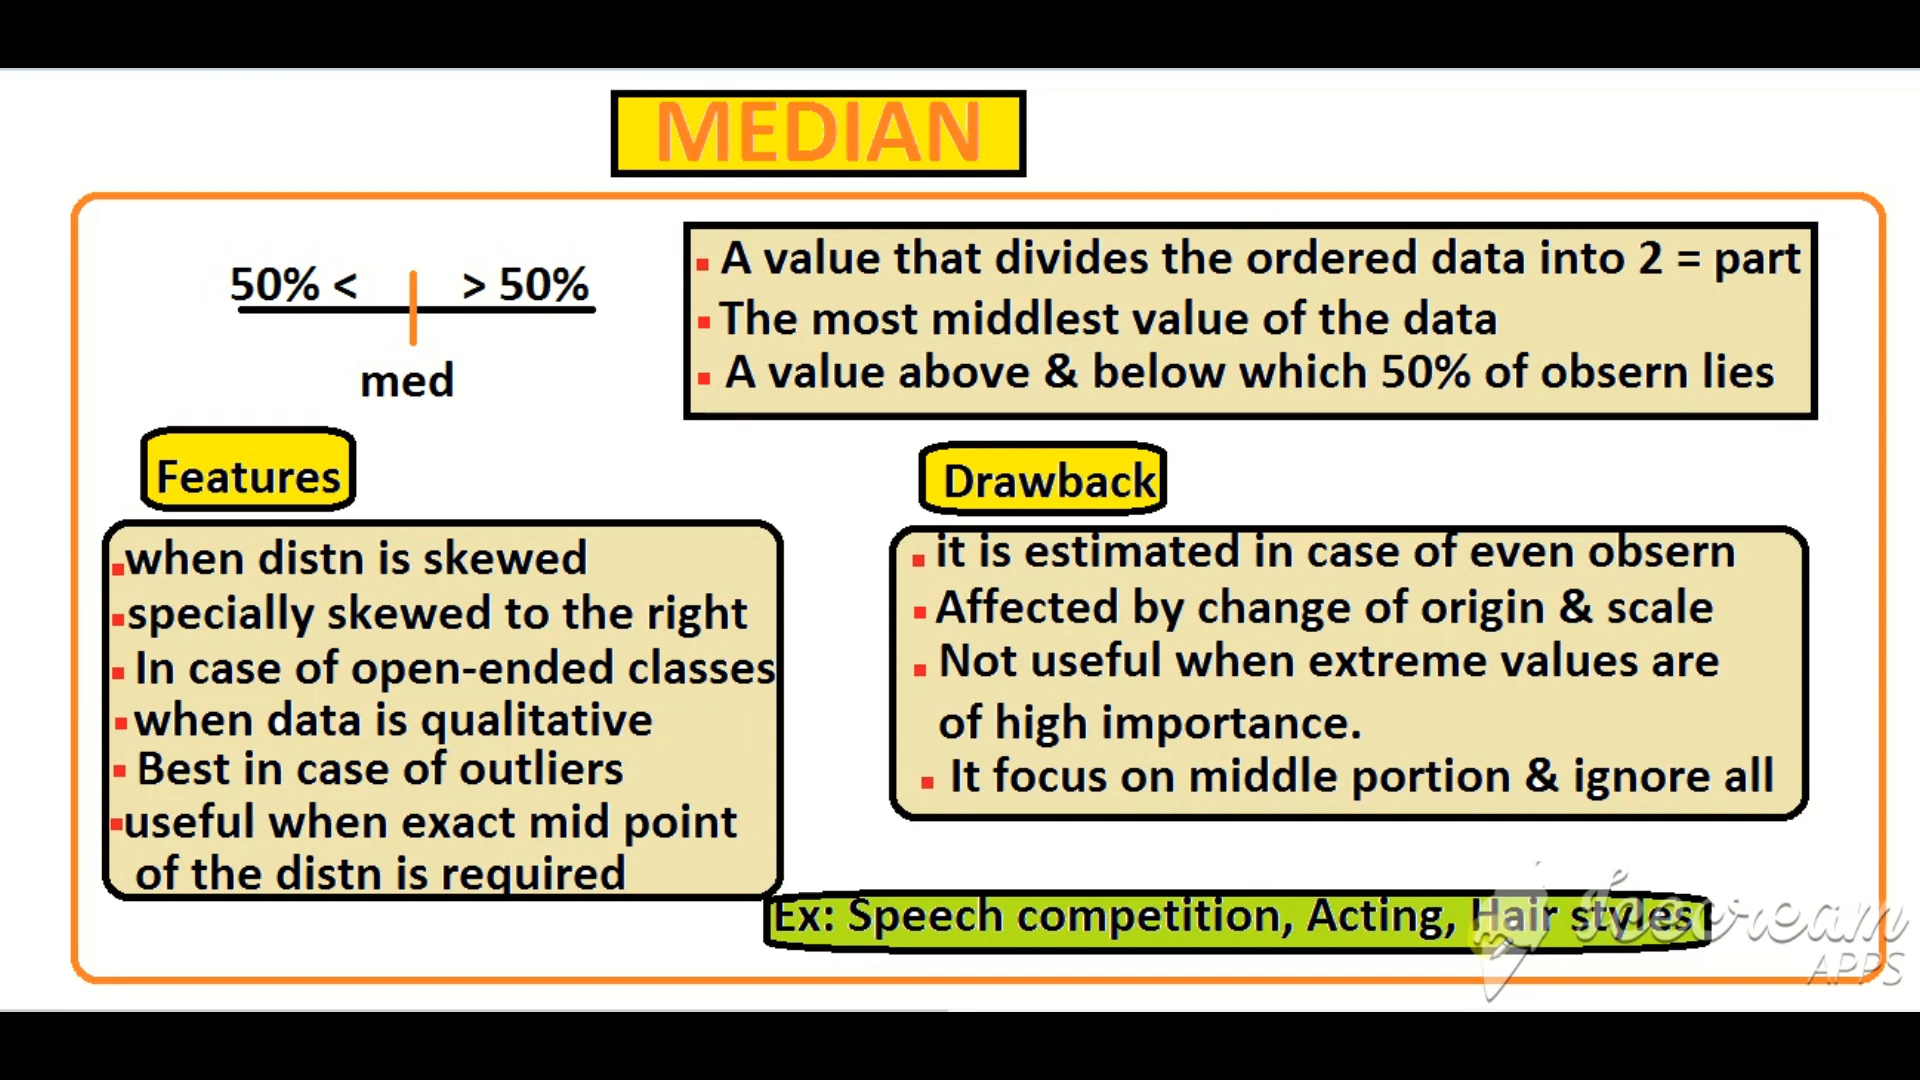 MEDIAN
50% < > 50%
med
A value that divides the ordered data into 2 = part
The most middlest value of the data
A value above & below which 50% of obsern lies
Features
when distn is skewed
specially skewed to the right
In case of open-ended classes
when data is qualitative
Best in case of outliers
useful when exact mid point
of the distn is required
Drawback
it is estimated in case of even obsern
Affected by change of origin & scale
Not useful when extreme values are
of high importance.
It focus on middle portion & ignore all
Ex: Speech competition, Acting, Hair styles
Icecream
APPS